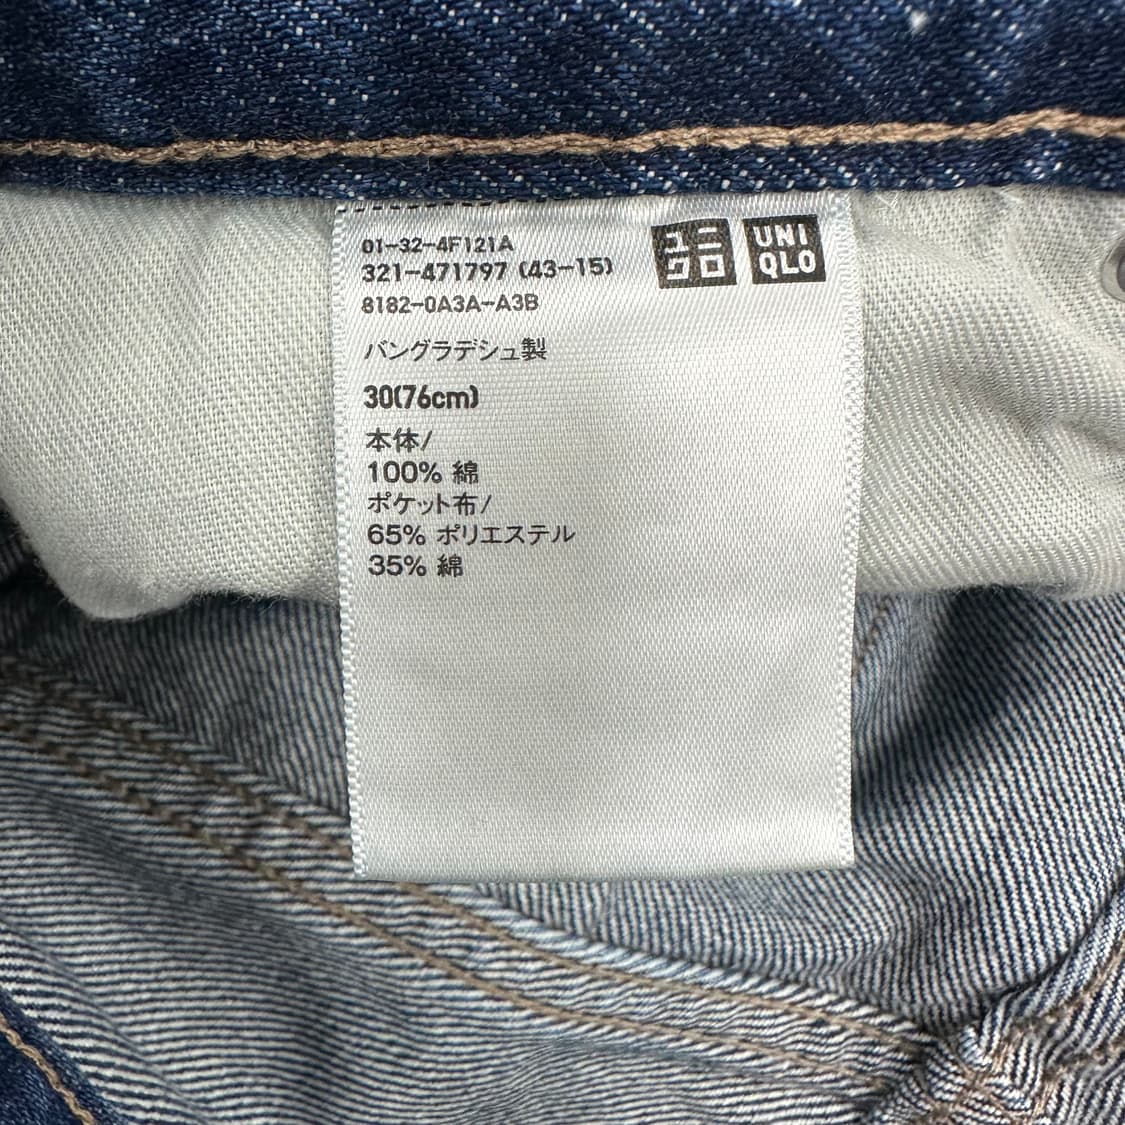 01-32-4F121A
321-471797 (43-15)
8182-0A3A-A3B
ユニクロ
UNIQLO
バングラデシュ製
30(76cm)
本体/
100% 綿
ポケット布/
65% ポリエステル
35% 綿